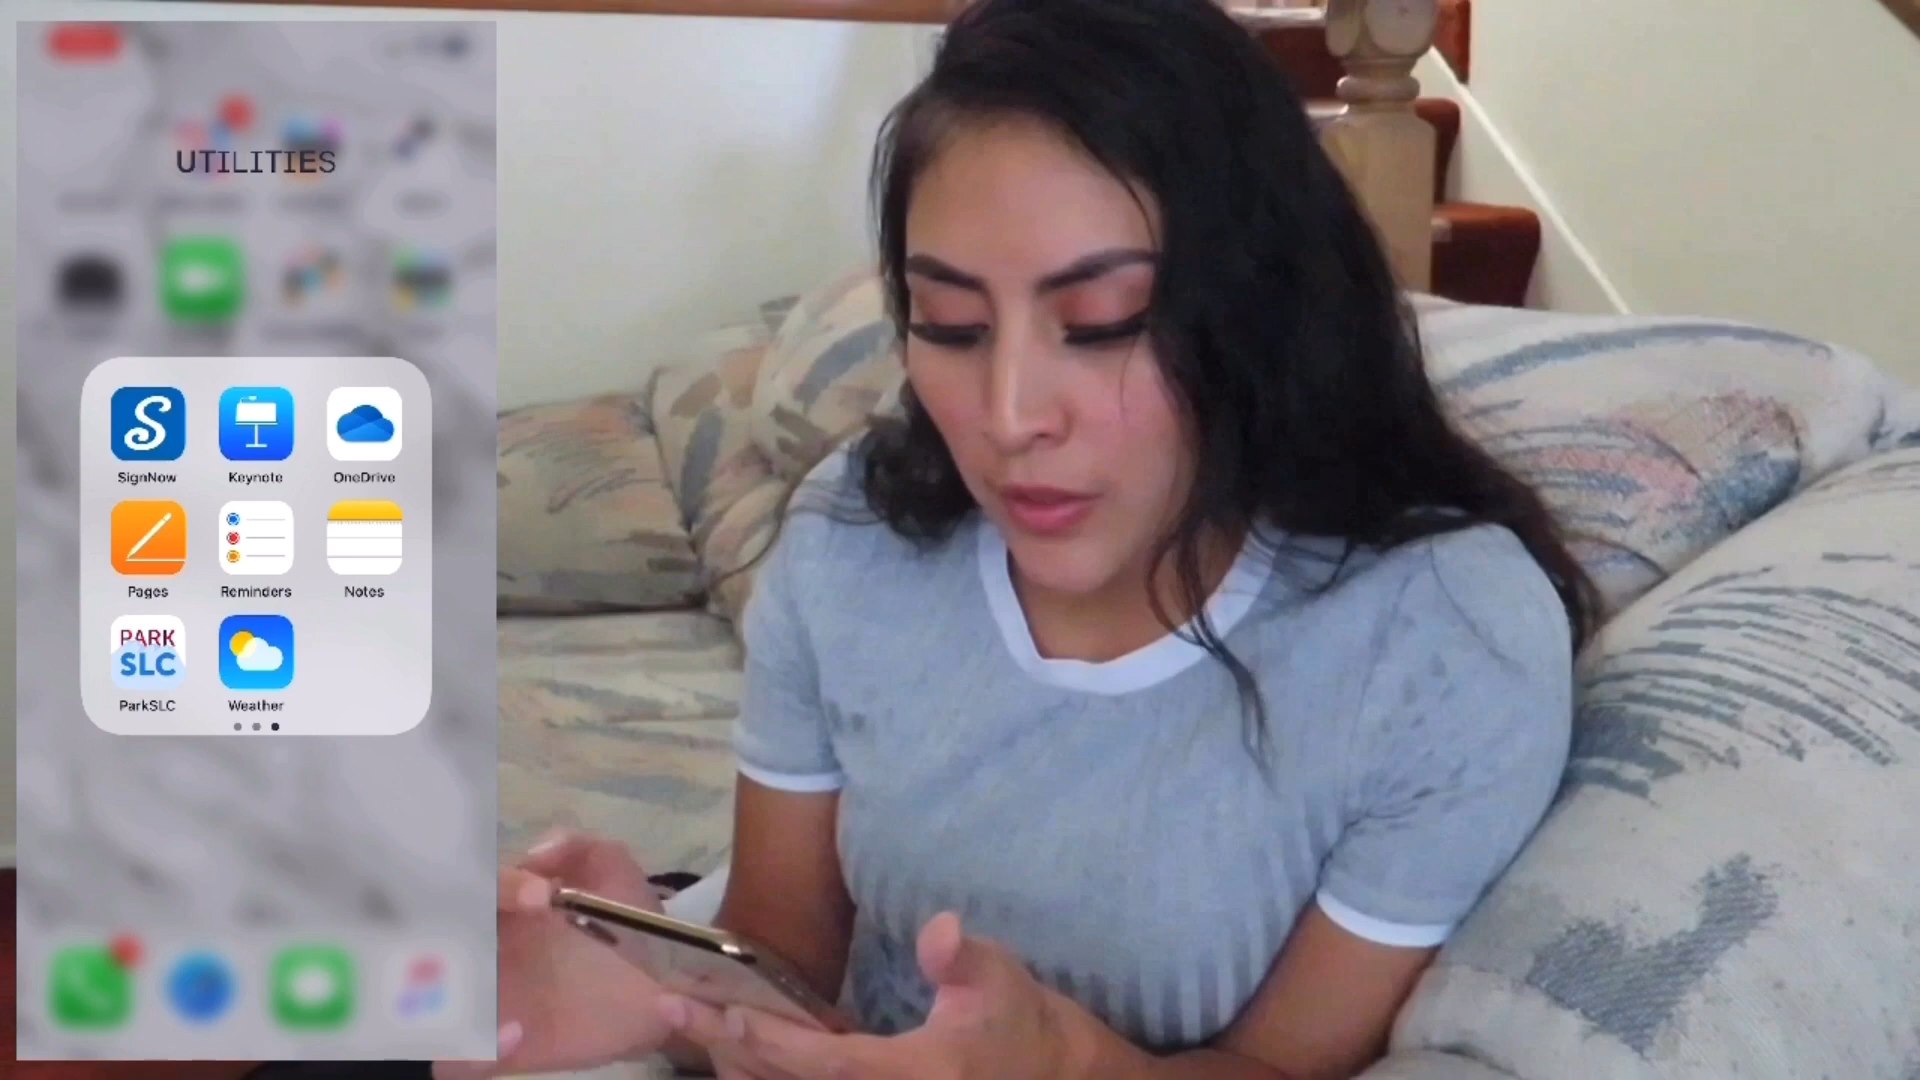 UTILITIES
SignNow Keynote OneDrive
Pages Reminders Notes
PARK
SLC
ParkSLC Weather